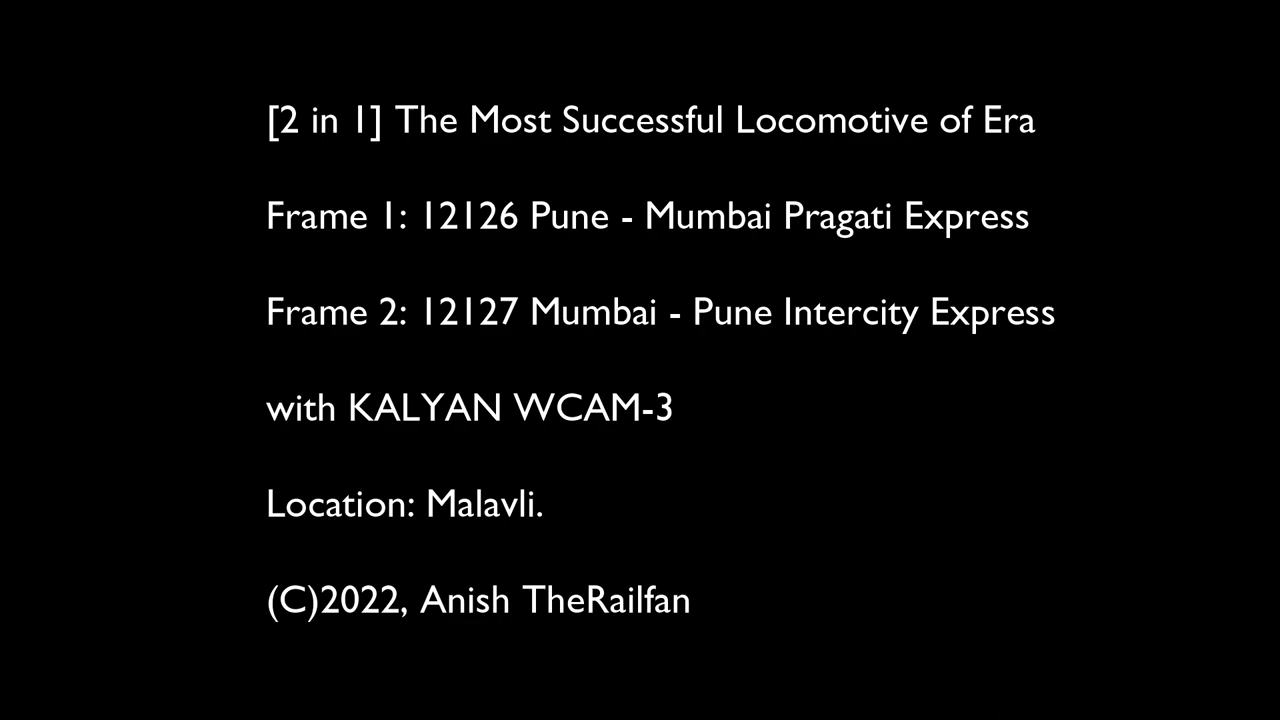 [2 in 1] The Most Successful Locomotive of Era
Frame 1: 12126 Pune - Mumbai Pragati Express
Frame 2: 12127 Mumbai - Pune Intercity Express
with KALYAN WCAM-3
Location: Malavli.
(C)2022, Anish TheRailfan